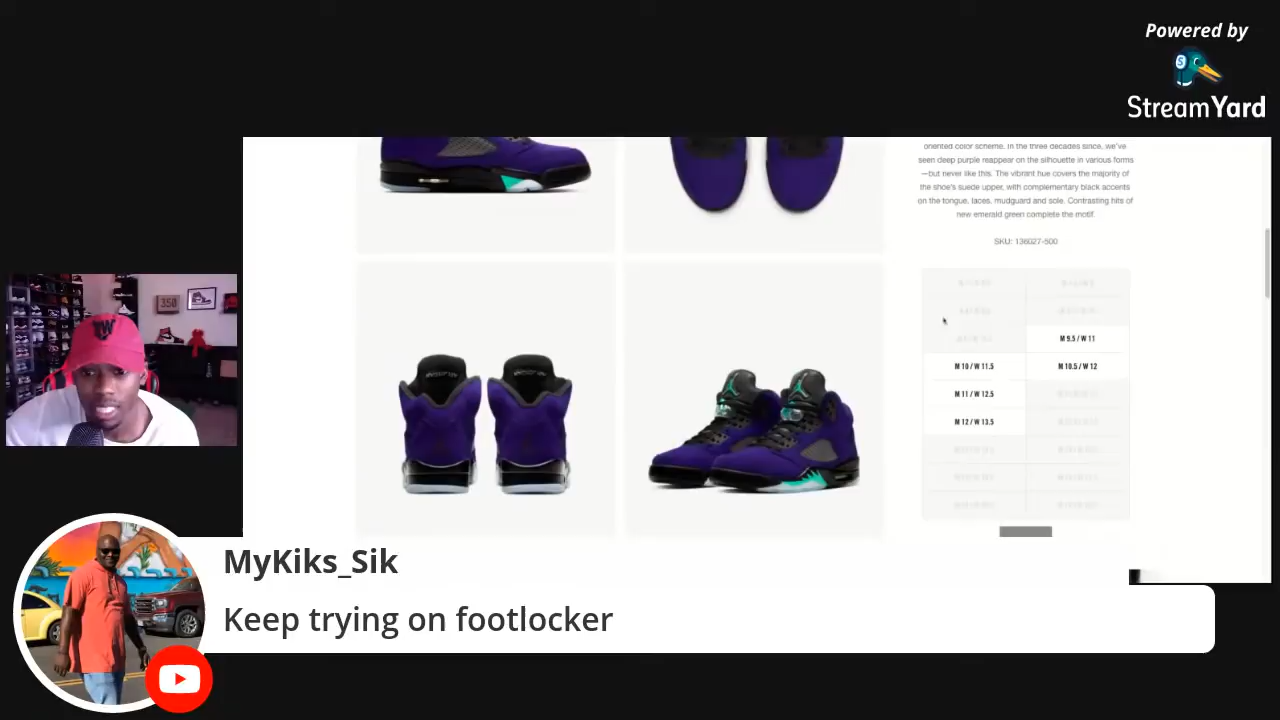 Powered by
StreamYard
oriented color scheme. In the three decades since, we've
seen deep purple reappear on the silhouette in various forms
—but never like this. The vibrant hue covers the majority of
the shoe's suede upper, with complementary black accents
on the tongue, laces, mudguard and sole. Contrasting hits of
new emerald green complete the motif.
SKU: 136027-500
M 9.5 / W 11
M 10 / W 11.5
M 10.5 / W 12
M 11 / W 12.5
M 12 / W 13.5
350
MyKiks_Sik
Keep trying on footlocker